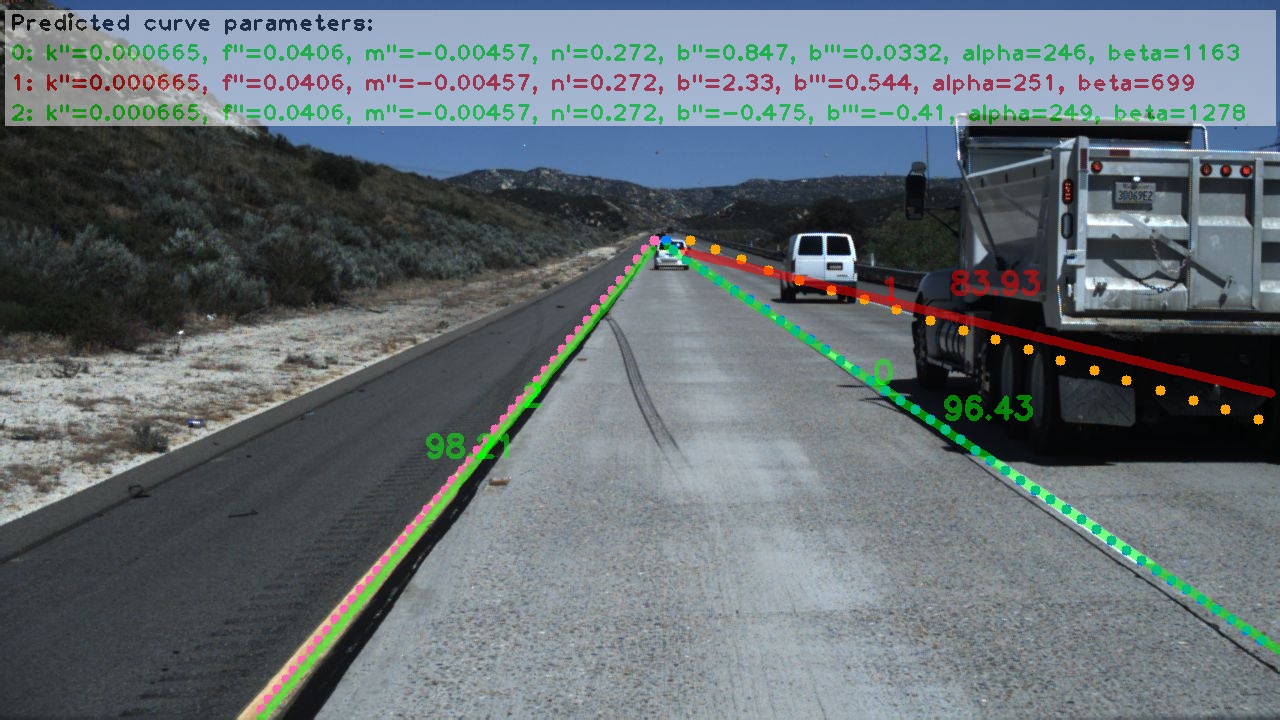 Predicted curve parameters:
0: k''=0.000665, f''=0.0406, m''=-0.00457, n'=0.272, b''=0.847, b'''=0.0332, alpha=246, beta=1163
1: k''=0.000665, f''=0.0406, m''=-0.00457, n'=0.272, b''=2.33, b'''=0.544, alpha=251, beta=699
2: k''=0.000665, f''=0.0406, m''=-0.00457, n'=0.272, b''=-0.475, b'''=-0.41, alpha=249, beta=1278
30069E2
1 83.93
0
96.43
2
98.21